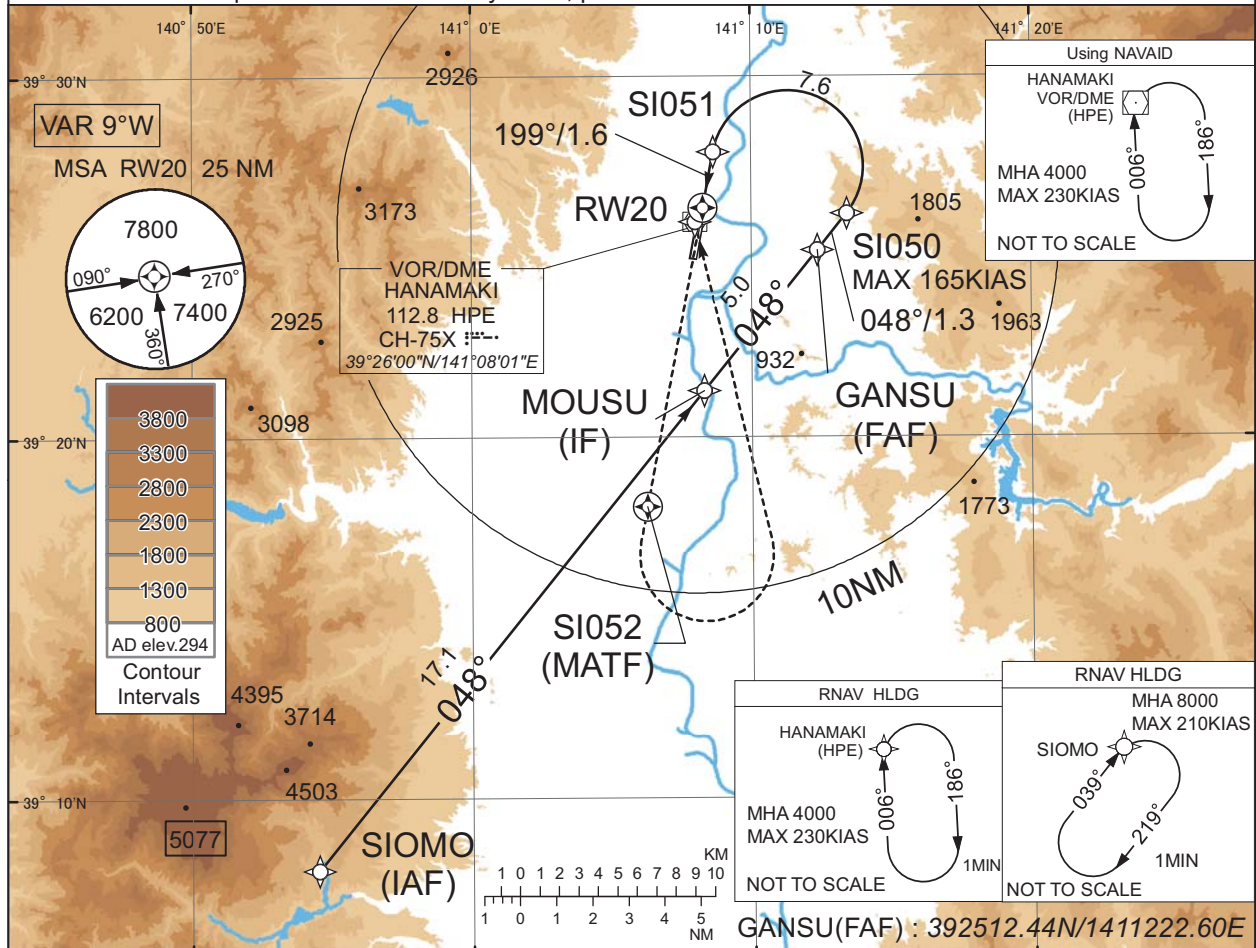 140° 50'E
141° 0'E
141° 10'E
141° 20'E
39° 30'N
2926
VAR 9°W
MSA RW20 25 NM
7800
090°
270°
6200
7400
360°
3173
2925
3098
SI051
199°/1.6
7.6
RW20
1805
SI050
MAX 165KIAS
048°/1.3
1963
VOR/DME
HANAMAKI
112.8 HPE
CH-75X
39°26'00"N/141°08'01"E
5.0
048°
932
MOUSU
(IF)
GANSU
(FAF)
39° 20'N
1773
10NM
SI052
(MATF)
17.1
048°
3800
3300
2800
2300
1800
1300
800
AD elev.294
Contour
Intervals
4395
3714
4503
39° 10'N
5077
SIOMO
(IAF)
KM
1 0 1 2 3 4 5 6 7 8 9 10
1 0 1 2 3 4 5
NM
Using NAVAID
HANAMAKI
VOR/DME
(HPE)
006°
186°
MHA 4000
MAX 230KIAS
NOT TO SCALE
RNAV HLDG
HANAMAKI
(HPE)
006°
186°
MHA 4000
MAX 230KIAS
1MIN
NOT TO SCALE
RNAV HLDG
MHA 8000
MAX 210KIAS
SIOMO
039°
219°
1MIN
NOT TO SCALE
GANSU(FAF) : 392512.44N/1411222.60E